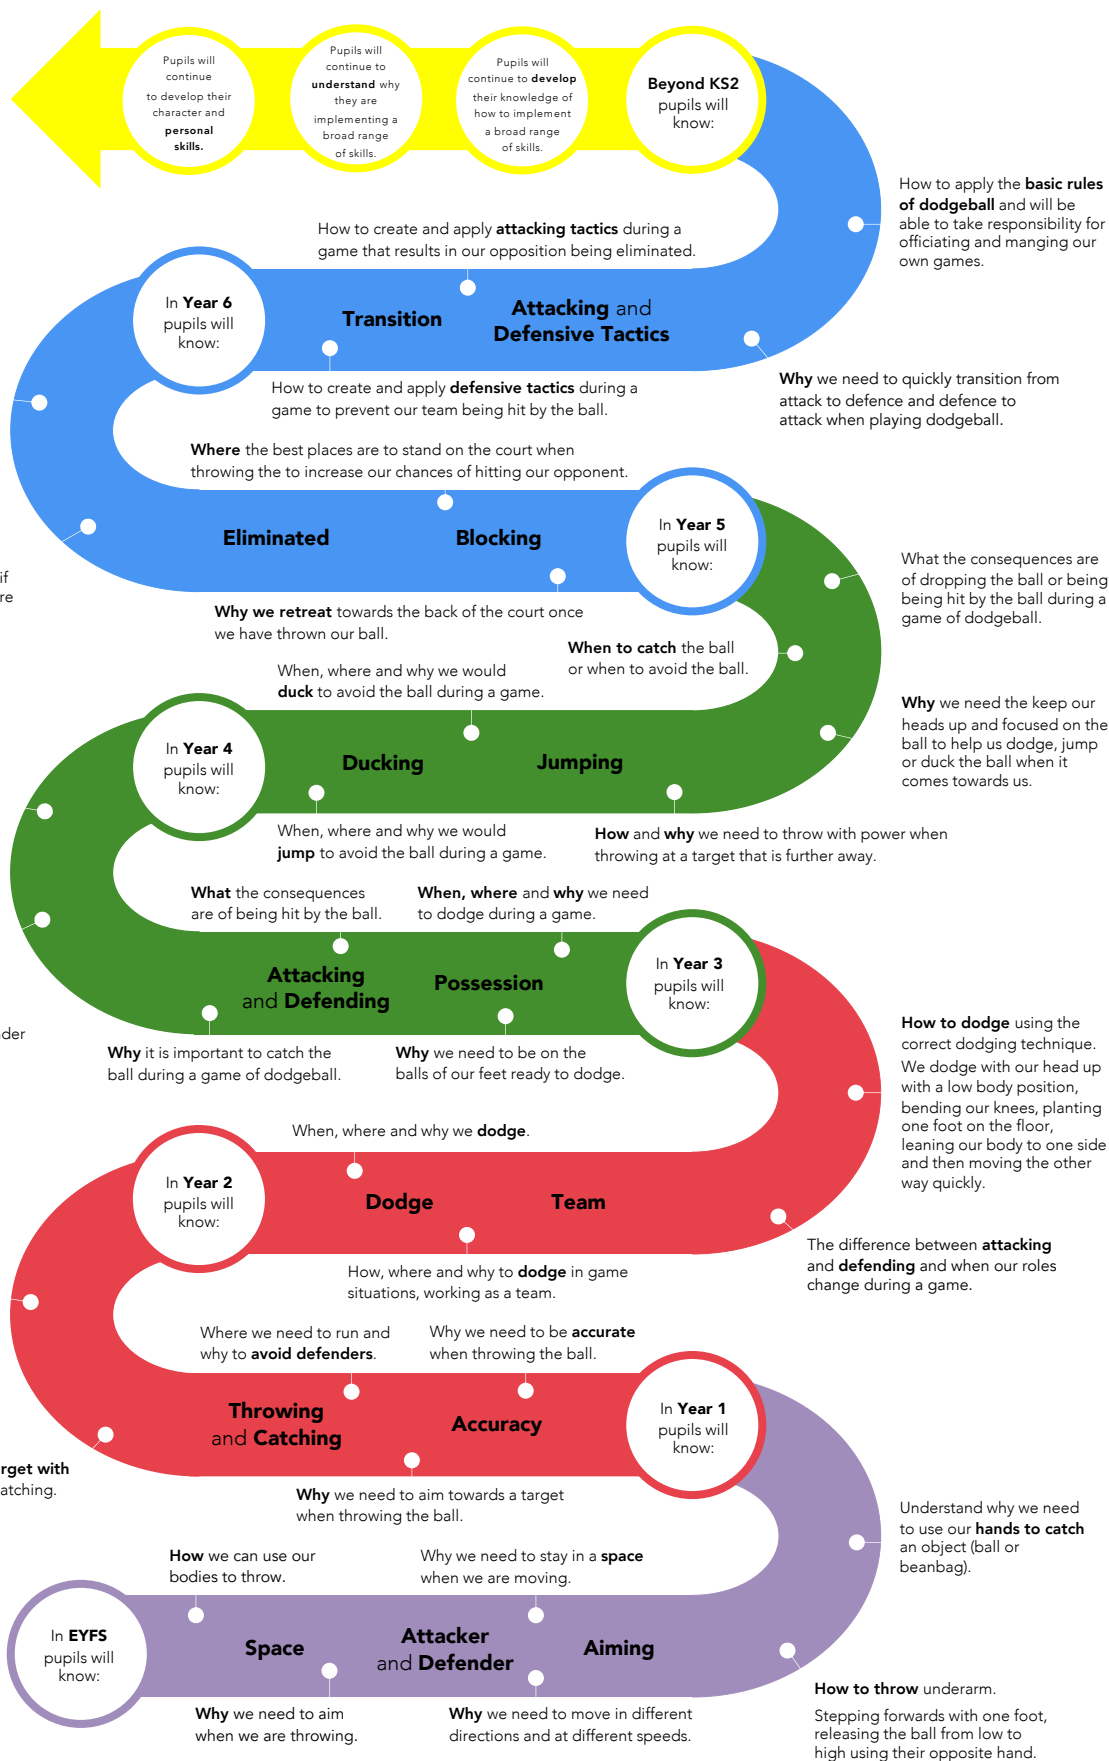 Pupils will
continue
to develop their
character and
personal
skills.
Pupils will
continue to
understand why
they are
implementing a
broad range
of skills.
Pupils will
continue to develop
their knowledge of
how to implement
a broad range
of skills.
Beyond KS2
pupils will
know:
How to apply the basic rules
of dodgeball and will be
able to take responsibility for
officiating and manging our
own games.
How to create and apply attacking tactics during a
game that results in our opposition being eliminated.
In Year 6
pupils will
know:
Transition
Attacking and
Defensive Tactics
How to create and apply defensive tactics during a
game to prevent our team being hit by the ball.
Why we need to quickly transition from
attack to defence and defence to
attack when playing dodgeball.
Where the best places are to stand on the court when
throwing the to increase our chances of hitting our opponent.
Eliminated
Blocking
In Year 5
pupils will
know:
if
re
Why we retreat towards the back of the court once
we have thrown our ball.
What the consequences are
of dropping the ball or being
being hit by the ball during a
game of dodgeball.
When to catch the ball
or when to avoid the ball.
When, where and why we would
duck to avoid the ball during a game.
Why we need the keep our
heads up and focused on the
ball to help us dodge, jump
or duck the ball when it
comes towards us.
In Year 4
pupils will
know:
Ducking
Jumping
When, where and why we would
jump to avoid the ball during a game.
How and why we need to throw with power when
throwing at a target that is further away.
What the consequences
are of being hit by the ball.
When, where and why we need
to dodge during a game.
Attacking
and Defending
Possession
In Year 3
pupils will
know:
der
Why it is important to catch the
ball during a game of dodgeball.
Why we need to be on the
balls of our feet ready to dodge.
How to dodge using the
correct dodging technique.
We dodge with our head up
with a low body position,
bending our knees, planting
one foot on the floor,
leaning our body to one side
and then moving the other
way quickly.
When, where and why we dodge.
In Year 2
pupils will
know:
Dodge
Team
How, where and why to dodge in game
situations, working as a team.
The difference between attacking
and defending and when our roles
change during a game.
Where we need to run and
why to avoid defenders.
Why we need to be accurate
when throwing the ball.
Throwing
and Catching
Accuracy
In Year 1
pupils will
know:
rget with
atching.
Why we need to aim towards a target
when throwing the ball.
Understand why we need
to use our hands to catch
an object (ball or
beanbag).
How we can use our
bodies to throw.
Why we need to stay in a space
when we are moving.
In EYFS
pupils will
know:
Space
Attacker
and Defender
Aiming
Why we need to aim
when we are throwing.
Why we need to move in different
directions and at different speeds.
How to throw underarm.
Stepping forwards with one foot,
releasing the ball from low to
high using their opposite hand.